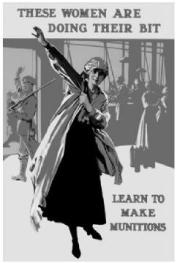 THESE WOMEN ARE
DOING THEIR BIT
LEARN TO
MAKE
MUNITIONS